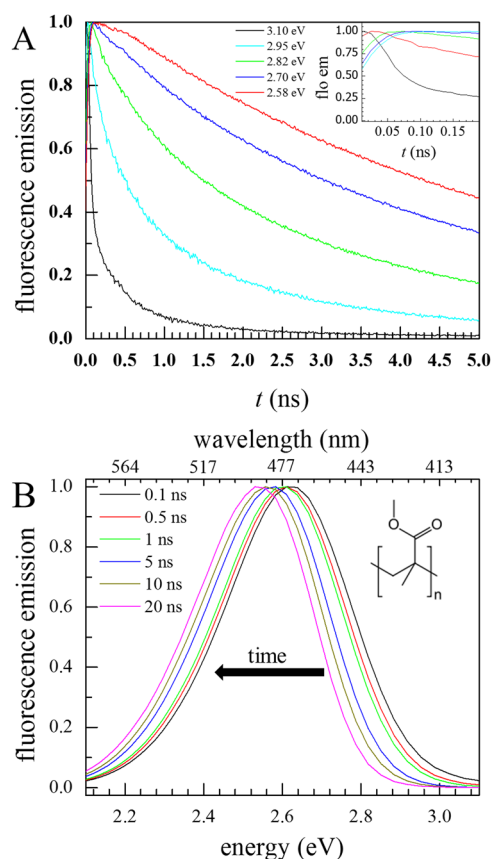 A
fluorescence emission
1.0
0.8
0.6
0.4
0.2
0.0
3.10 eV
2.95 eV
2.82 eV
2.70 eV
2.58 eV
flo em
1.00
0.75
0.50
0.25
0.00
0.05 0.10 0.15
t (ns)
0.0 0.5 1.0 1.5 2.0 2.5 3.0 3.5 4.0 4.5 5.0
t (ns)
wavelength (nm)
564 517 477 443 413
B
fluorescence emission
1.0
0.8
0.6
0.4
0.2
0.0
0.1 ns
0.5 ns
1 ns
5 ns
10 ns
20 ns
time
O
O
n
2.2 2.4 2.6 2.8 3.0
energy (eV)